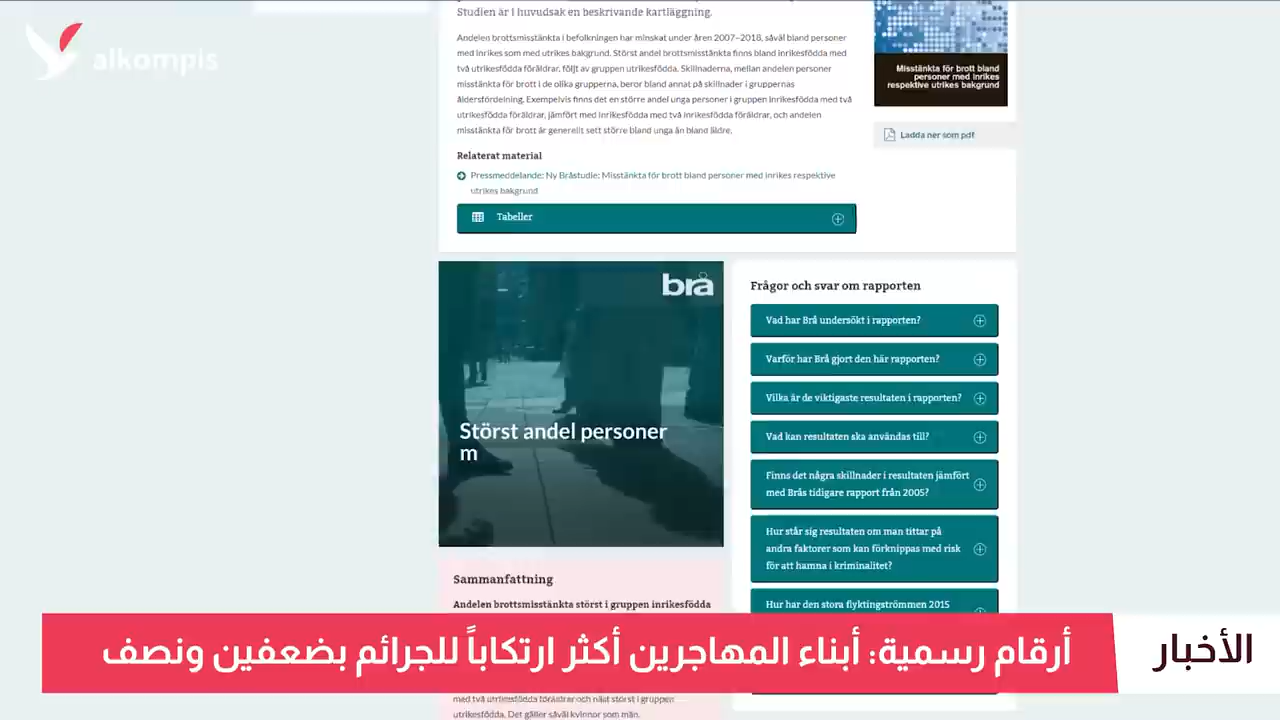 alkompis
Studien är i huvudsak en beskrivande kartläggning.
Andelen brottsmisstänkta i befolkningen har minskat under åren 2007–2018, såväl bland personer
med inrikes som med utrikes bakgrund. Störst andel brottsmisstänkta finns bland inrikesfödda med
två utrikesfödda föräldrar, följt av gruppen utrikesfödda. Skillnaderna, mellan andelen personer
misstänkta för brott i de olika grupperna, beror bland annat på skillnader i gruppernas
åldersfördelning. Exempelvis finns det en större andel unga personer i gruppen inrikesfödda med två
utrikesfödda föräldrar, jämfört med inrikesfödda med två inrikesfödda föräldrar, och andelen
misstänkta för brott är generellt sett större bland unga än bland äldre.
Relaterat material
Pressmeddelande: Ny Bråstudie: Misstänkta för brott bland personer med inrikes respektive
utrikes bakgrund
Tabeller
Misstänkta för brott bland
personer med inrikes
respektive utrikes bakgrund
Ladda ner som pdf
brå
Störst andel personer
m
Sammanfattning
Andelen brottsmisstänkta störst i gruppen inrikesfödda
Frågor och svar om rapporten
Vad har Brå undersökt i rapporten?
Varför har Brå gjort den här rapporten?
Vilka är de viktigaste resultaten i rapporten?
Vad kan resultaten ska användas till?
Finns det några skillnader i resultaten jämfört
med Brås tidigare rapport från 2005?
Hur står sig resultaten om man tittar på
andra faktorer som kan förknippas med risk
för att hamna i kriminalitet?
Hur har den stora flyktingströmmen 2015
الأخبار
أرقام رسمية: أبناء المهاجرين أكثر ارتكاباً للجرائم بضعفين ونصف
med två utrikesfödda föräldrar och näst störst i gruppen
utrikesfödda. Det gäller såväl kvinnor som män.